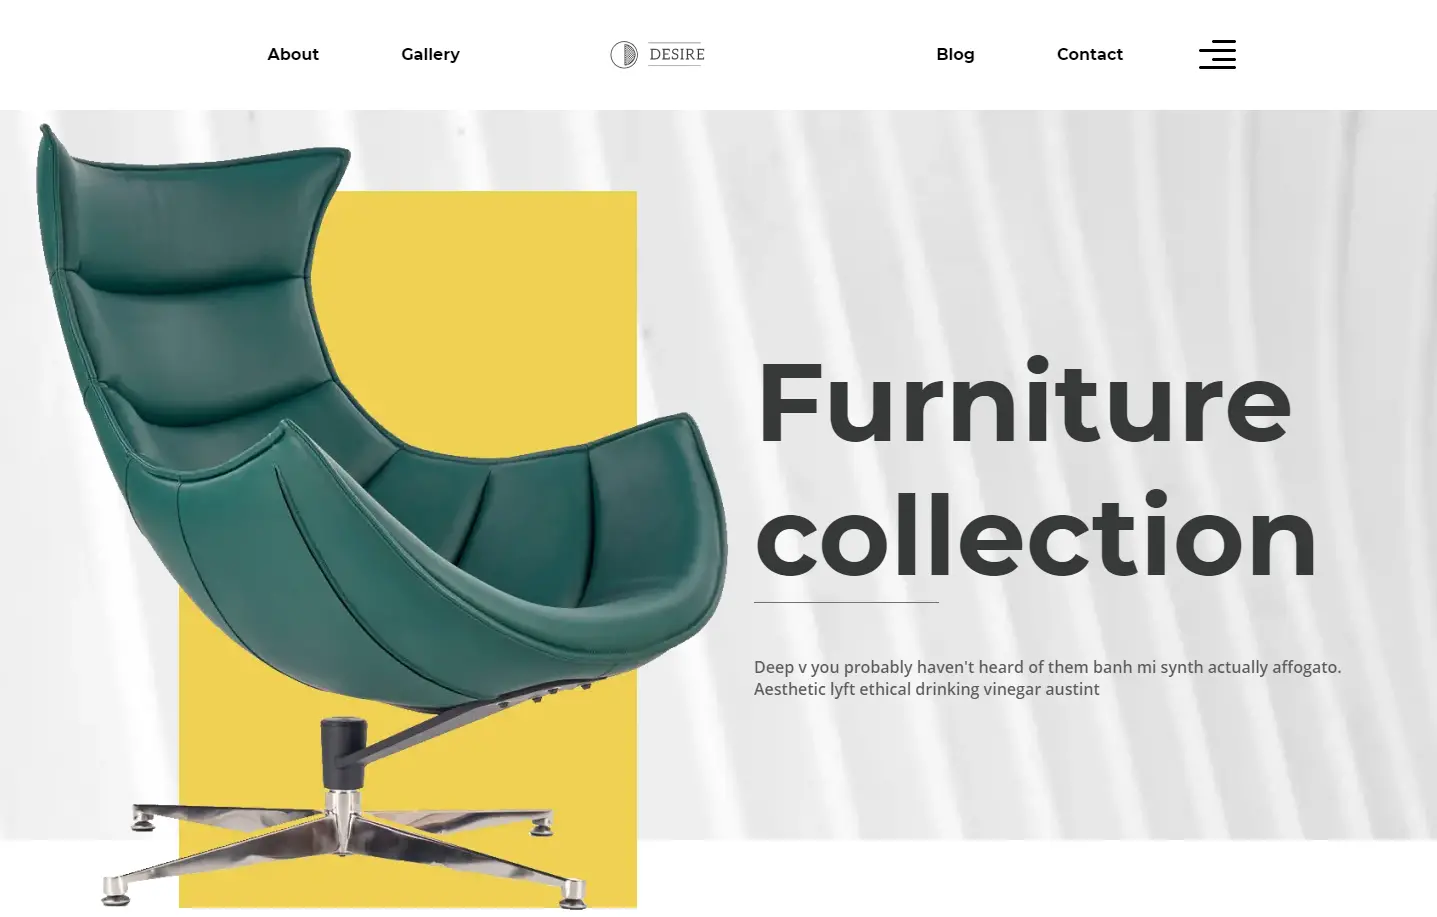 About
Gallery
DESIRE
Blog
Contact
Furniture
collection
Deep v you probably haven't heard of them banh mi synth actually affogato.
Aesthetic lyft ethical drinking vinegar austint